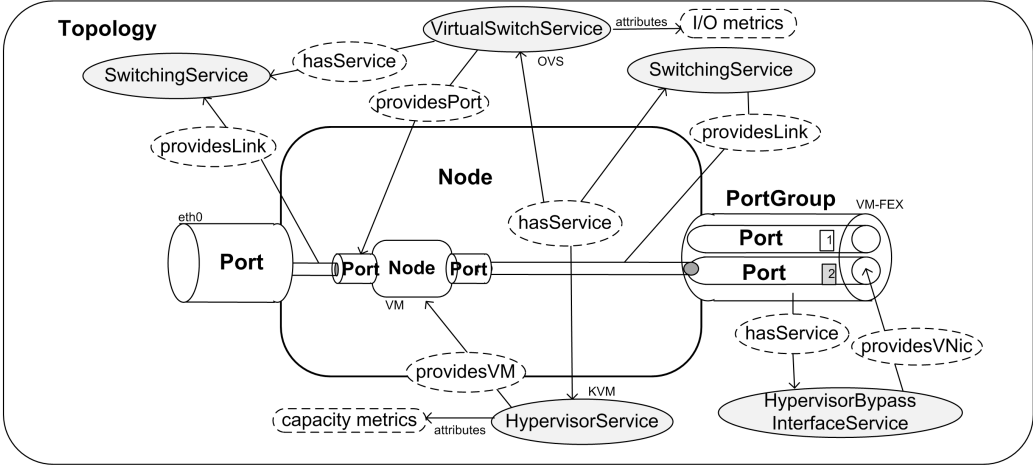 Topology
VirtualSwitchService
attributes
I/O metrics
OVS
hasService
SwitchingService
SwitchingService
providesPort
providesLink
providesLink
Node
PortGroup
VM-FEX
hasService
eth0
Port
Port
Node
Port
VM
Port
1
Port
2
hasService
providesVNic
providesVM
KVM
capacity metrics
attributes
HypervisorService
HypervisorBypass
InterfaceService